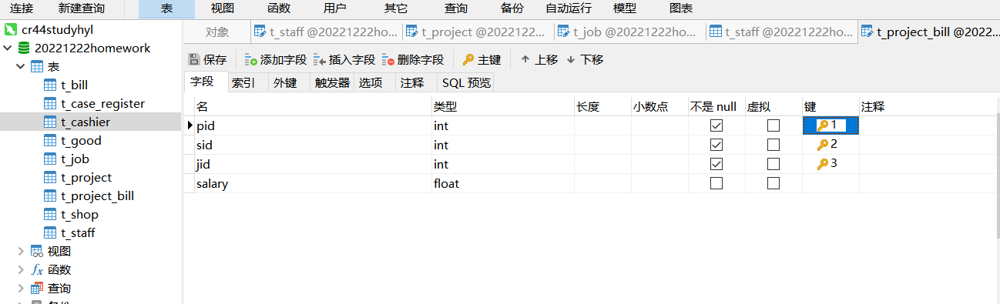 连接 新建查询 表 视图 函数 用户 其它 查询 备份 自动运行 模型 图表
cr44studyhyl
20221222homework
表
t_bill
t_case_register
t_cashier
t_good
t_job
t_project
t_project_bill
t_shop
t_staff
视图
fx 函数
查询
对象 t_staff @20221222ho... t_project @2022122... t_job @20221222ho... t_staff @20221222ho... t_project_bill @2022...
保存 添加字段 插入字段 删除字段 主键 上移 下移
字段 索引 外键 触发器 选项 注释 SQL 预览
名 类型 长度 小数点 不是 null 虚拟 键 注释
pid int 1
sid int 2
jid int 3
salary float